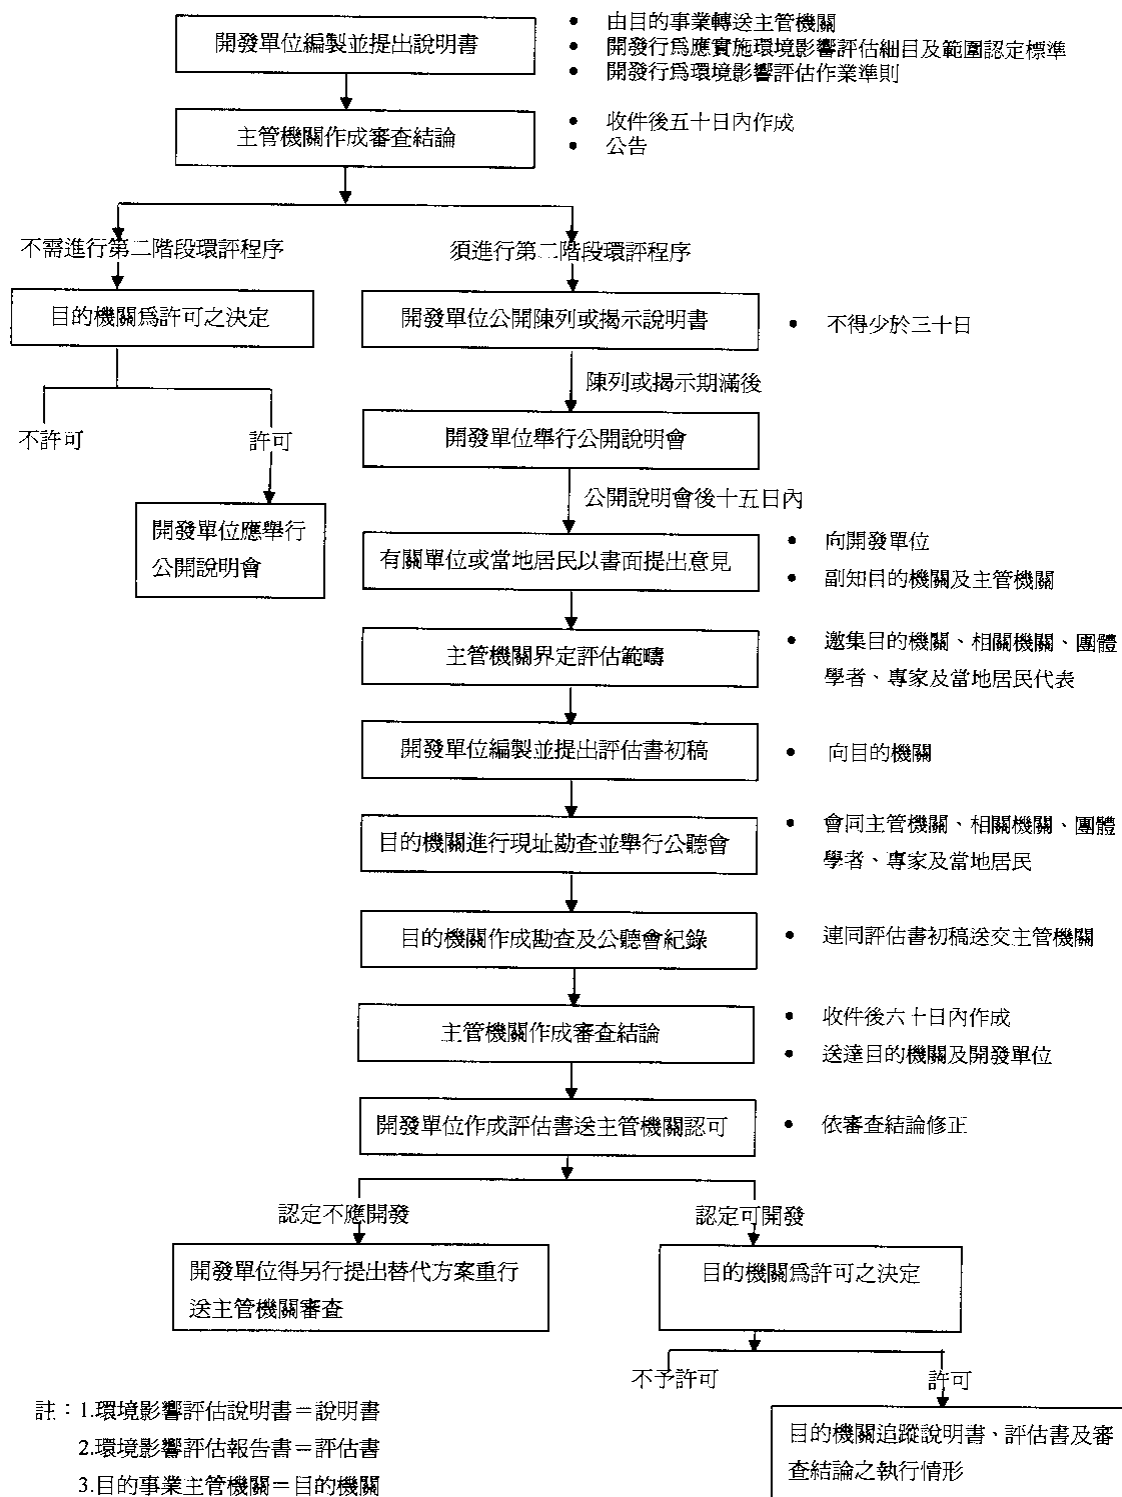 開發單位編製並提出說明書
• 由目的事業轉送主管機關
• 開發行爲應實施環境影響評估細目及範圍認定標準
• 開發行爲環境影響評估作業準則
主管機關作成審查結論
• 收件後五十日內作成
• 公告
不需進行第二階段環評程序
須進行第二階段環評程序
目的機關爲許可之決定
不許可
許可
開發單位應舉行
公開說明會
開發單位公開陳列或揭示說明書
• 不得少於三十日
陳列或揭示期滿後
開發單位舉行公開說明會
公開說明會後十五日內
有關單位或當地居民以書面提出意見
• 向開發單位
• 副知目的機關及主管機關
主管機關界定評估範疇
• 邀集目的機關、相關機關、團體
學者、專家及當地居民代表
開發單位編製並提出評估書初稿
• 向目的機關
目的機關進行現址勘查並舉行公聽會
• 會同主管機關、相關機關、團體
學者、專家及當地居民
目的機關作成勘查及公聽會紀錄
• 連同評估書初稿送交主管機關
主管機關作成審查結論
• 收件後六十日內作成
• 送達目的機關及開發單位
開發單位作成評估書送主管機關認可
• 依審查結論修正
認定不應開發
認定可開發
開發單位得另行提出替代方案重行
送主管機關審查
目的機關爲許可之決定
不予許可
許可
目的機關追蹤說明書、評估書及審
查結論之執行情形
註：1.環境影響評估說明書＝說明書
2.環境影響評估報告書＝評估書
3.目的事業主管機關＝目的機關